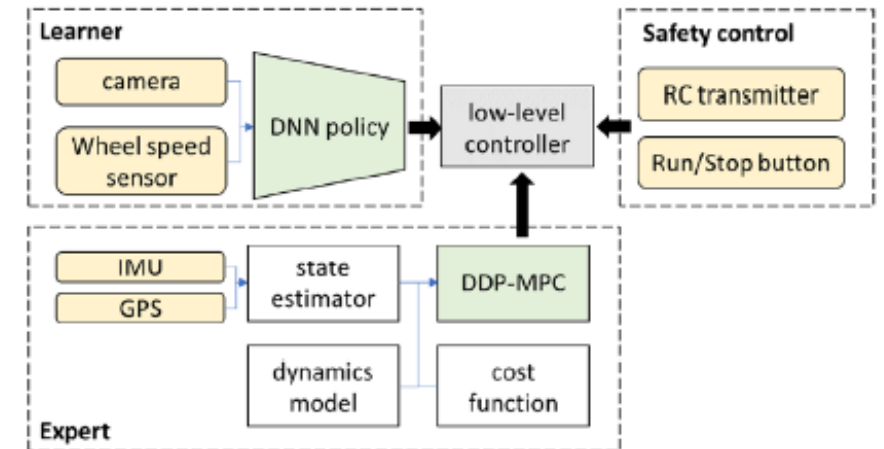 Learner
camera
Wheel speed
sensor
DNN policy
low-level
controller
Safety control
RC transmitter
Run/Stop button
IMU
GPS
state
estimator
DDP-MPC
dynamics
model
cost
function
Expert